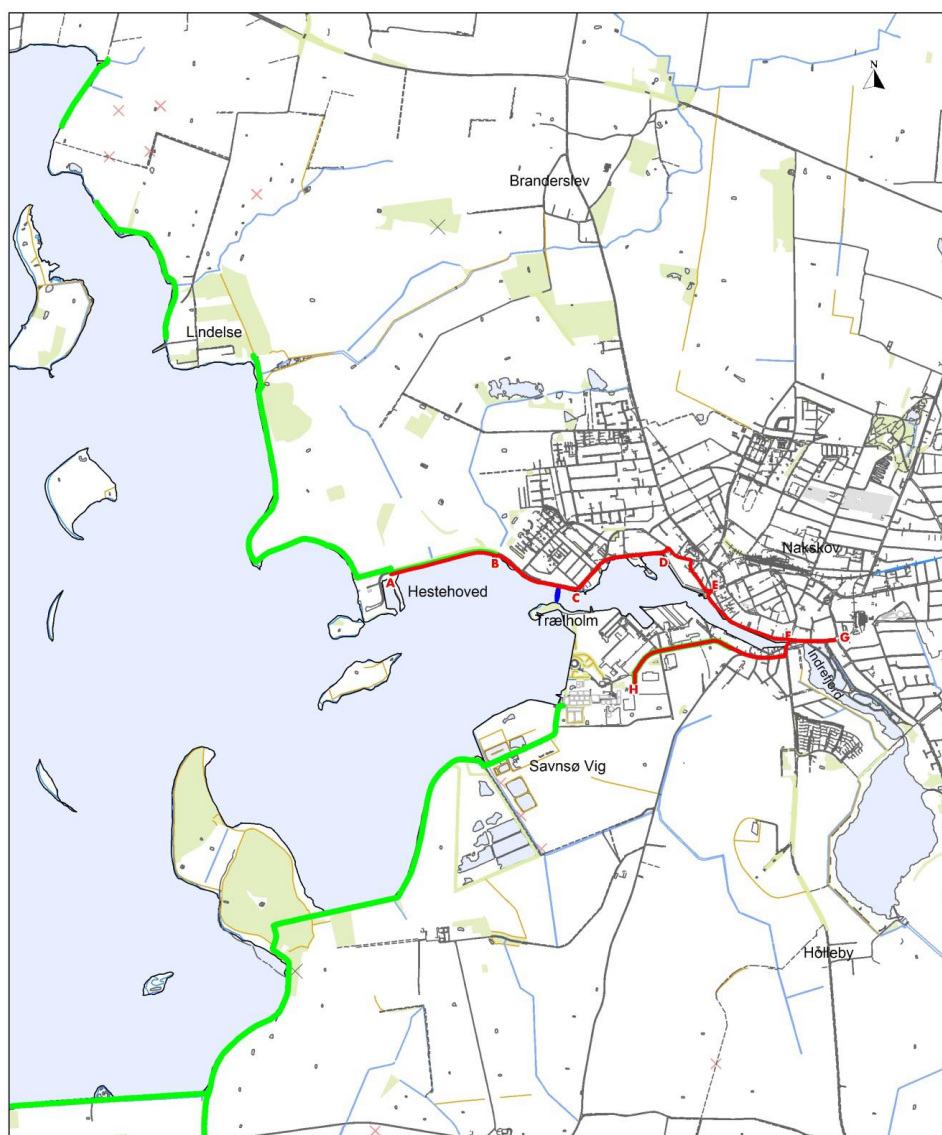 N
Branderslev
Lindelse
Nakskov
B
D
A
Hestehoved
E
C
Trælholm
F
G
Indrefjord
H
Savnsø Vig
Holleby